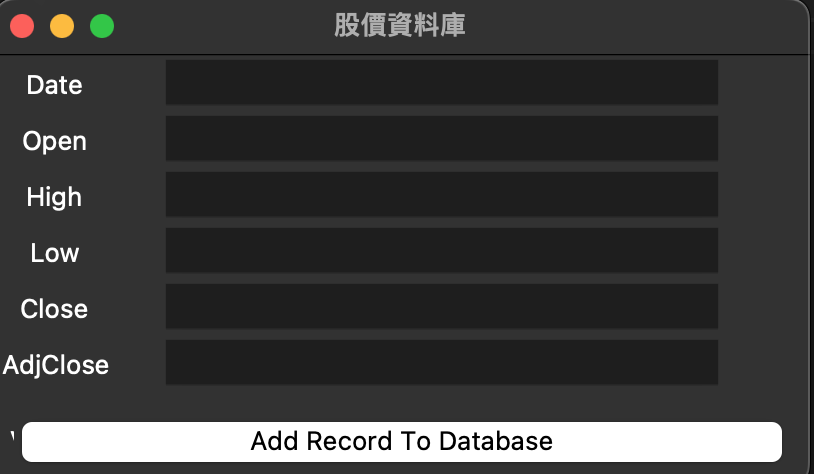 股價資料庫
Date
Open
High
Low
Close
AdjClose
Add Record To Database